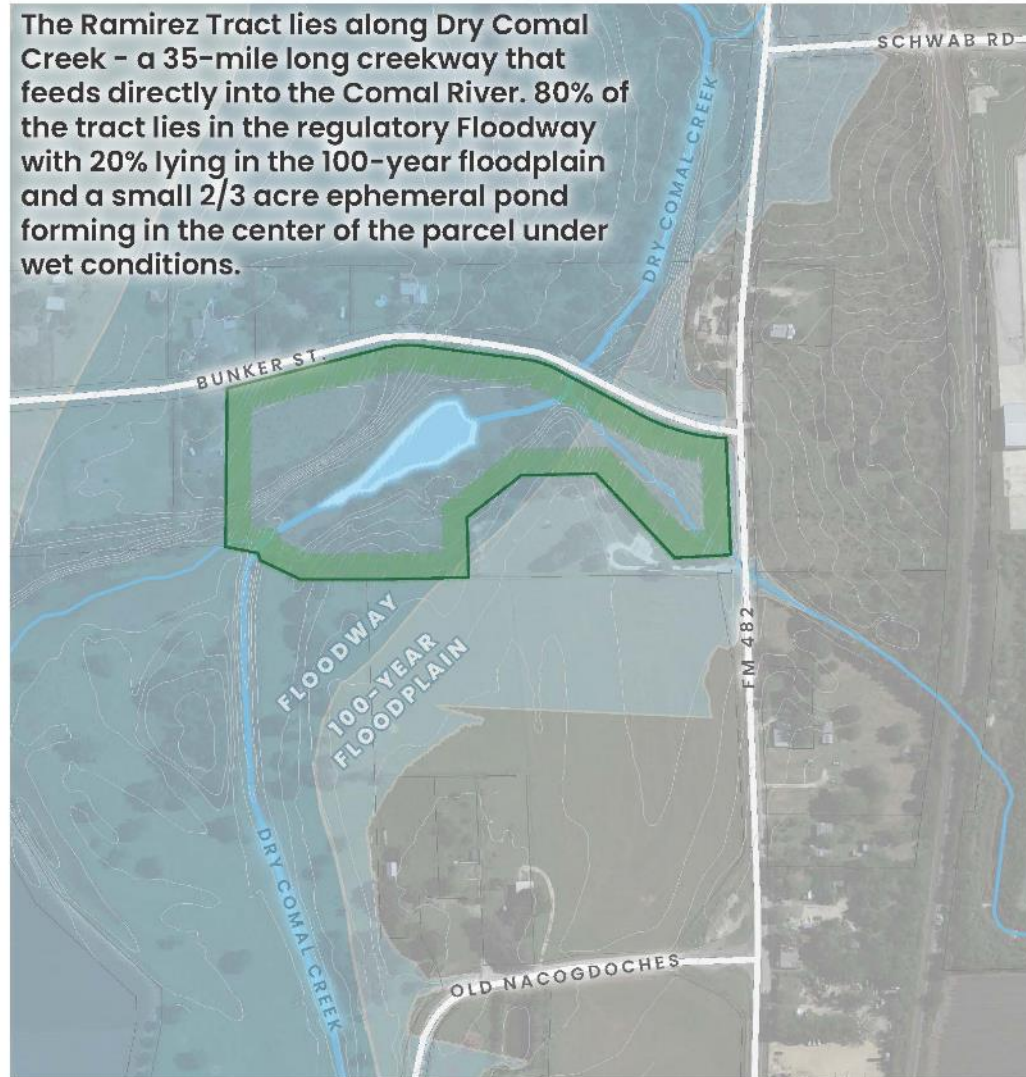 The Ramirez Tract lies along Dry Comal
Creek - a 35-mile long creekway that
feeds directly into the Comal River. 80% of
the tract lies in the regulatory Floodway
with 20% lying in the 100-year floodplain
and a small 2/3 acre ephemeral pond
forming in the center of the parcel under
wet conditions.
SCHWAB RD
DRY COMAL CREEK
BUNKER ST.
FLOODWAY
100-YEAR
FLOODPLAIN
FM 482
DRY COMAL CREEK
OLD NACOGDOCHES